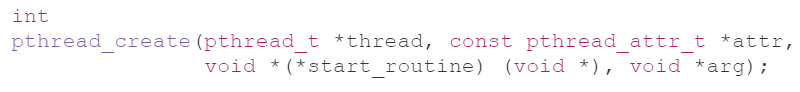 int
pthread_create(pthread_t *thread, const pthread_attr_t *attr,
void *(*start_routine) (void *), void *arg);